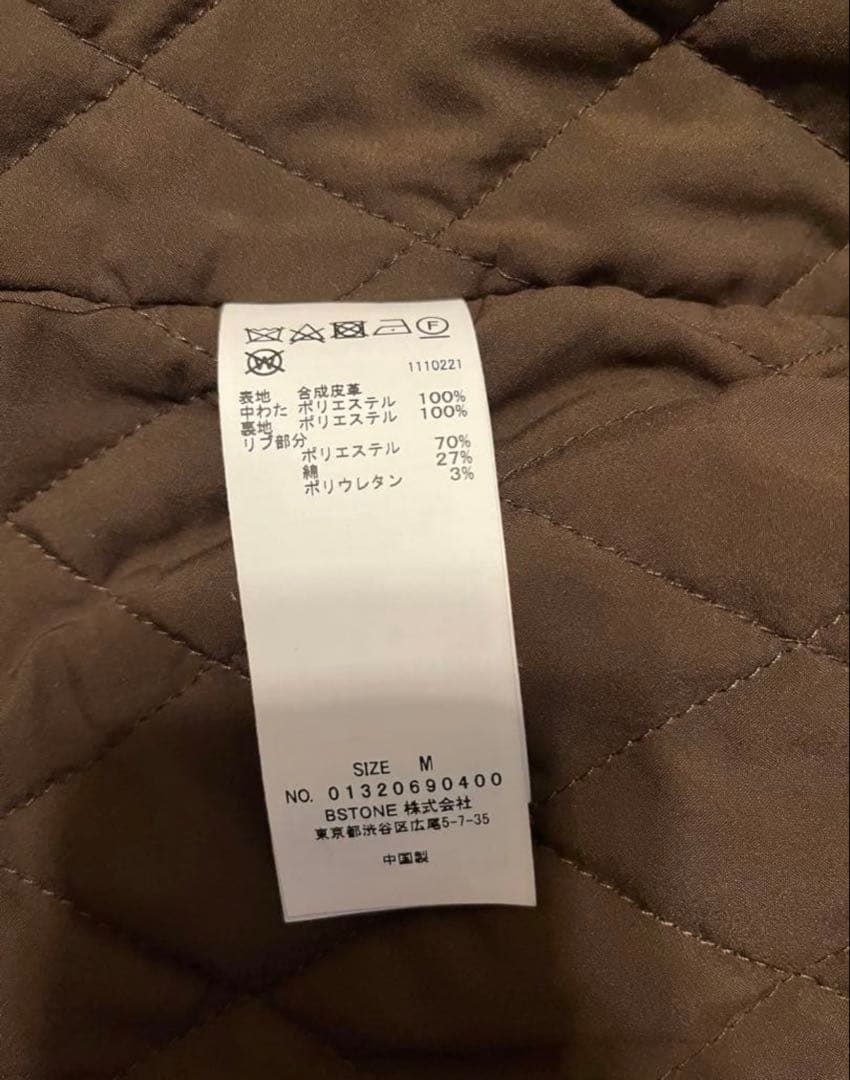 F
W
1110221
表地 合成皮革
中わた ポリエステル 100%
裏地 ポリエステル 100%
リブ部分
ポリエステル 70%
綿 27%
ポリウレタン 3%
SIZE M
NO. 01320690400
BSTONE 株式会社
東京都渋谷区広尾5-7-35
中国製